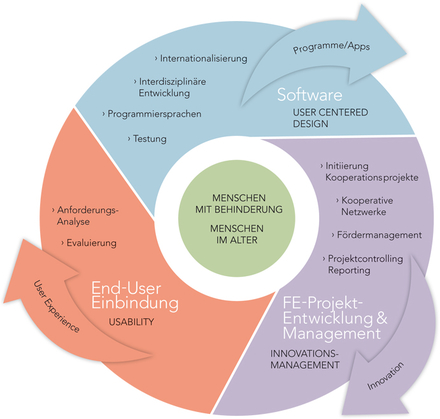 Programme/Apps
› Internationalisierung
› Interdisziplinäre
Entwicklung
› Programmiersprachen
› Testung
Software
USER CENTERED
DESIGN
› Initiierung
Kooperationsprojekte
› Kooperative
Netzwerke
› Fördermanagement
› Projektcontrolling
Reporting
MENSCHEN
MIT BEHINDERUNG
MENSCHEN
IM ALTER
› Anforderungs-
Analyse
› Evaluierung
End-User
Einbindung
USABILITY
User Experience
FE-Projekt-
Entwicklung &
Management
INNOVATIONS-
MANAGEMENT
Innovation